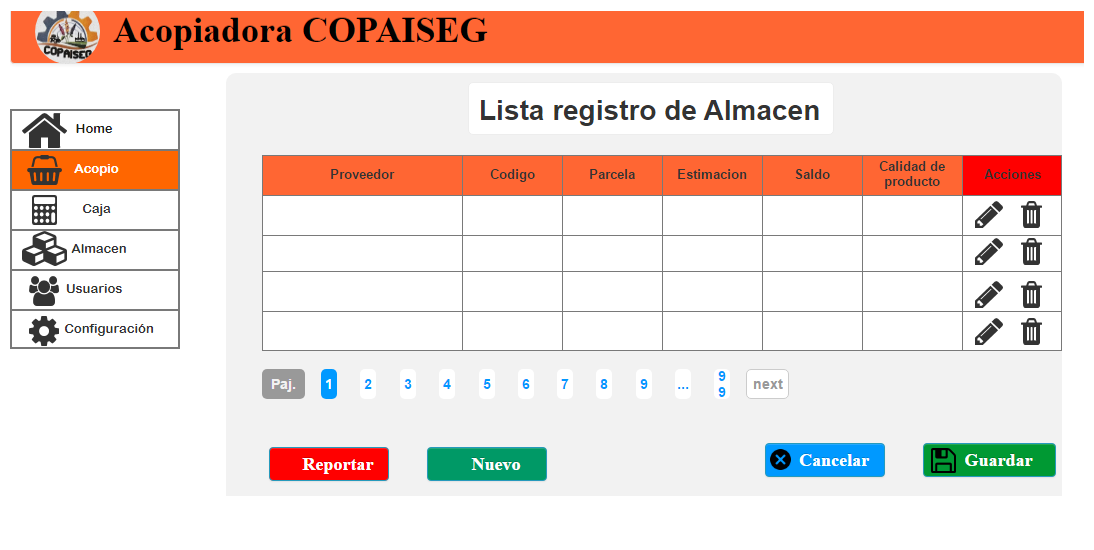 COPAISEG
Acopiadora COPAISEG
Lista registro de Almacen
Home
Acopio
Caja
Almacen
Usuarios
Configuración
Proveedor Codigo Parcela Estimacion Saldo Calidad de producto Acciones
Paj. 1 2 3 4 5 6 7 8 9 ... 99 next
Reportar Nuevo Cancelar Guardar